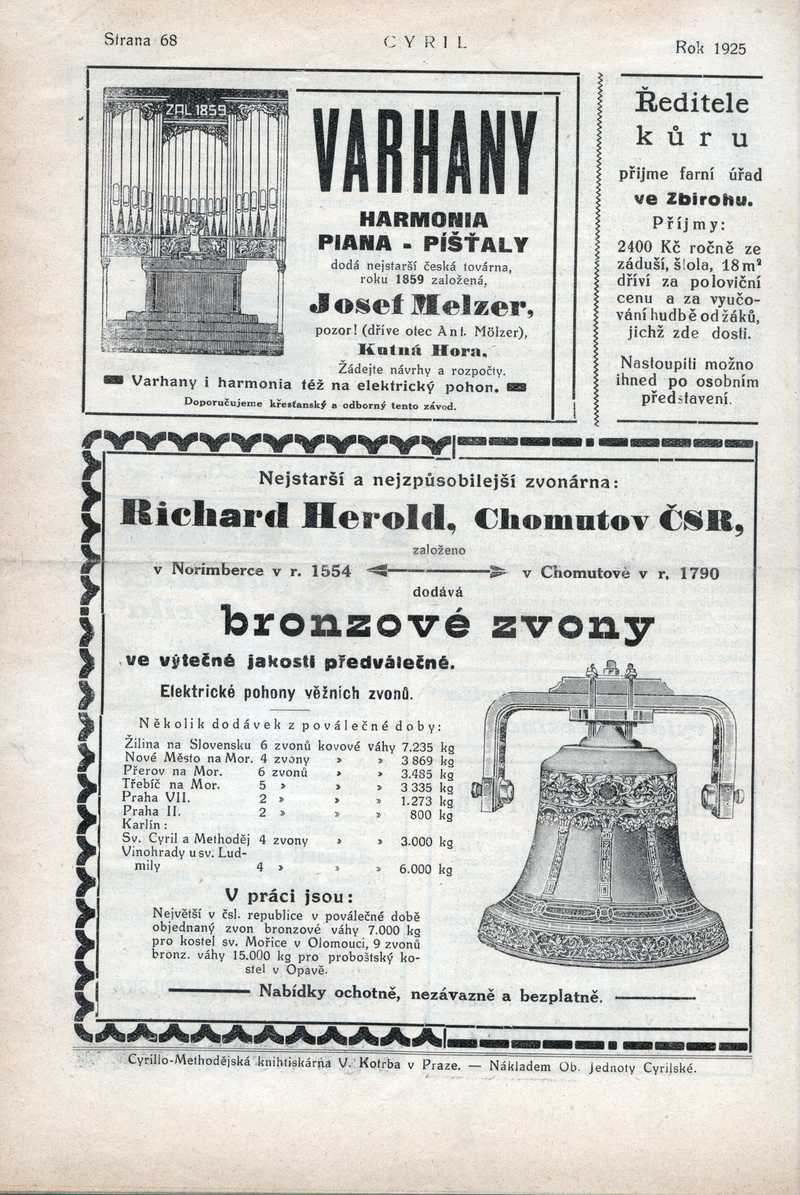 Strana 68
CYRIL
Rok 1925
ZAL 1859
VARHANY
HARMONIA
PIANA - PÍŠŤALY
dodá nejstarší česká továrna,
roku 1859 založená,
Josef Melzer,
pozor! (dříve otec Ant. Mölzer),
Kutná Hora.
Žádejte návrhy a rozpočty.
Varhany i harmonia též na elektrický pohon.
Doporučujeme křesťanský a odborný tento závod.
Ředitele
kůru
přijme farní úřad
ve Zbirohu.
Příjmy:
2400 Kč ročně ze
záduší, štola, 18 m²
dříví za poloviční
cenu a za vyučo-
vání hudbě od žáků,
jichž zde dosti.
Nastoupiti možno
ihned po osobním
představení.
Nejstarší a nejzpůsobilejší zvonárna:
Richard Herold, Chomutov ČSR,
založeno
v Norimberce v r. 1554 v Chomutově v r. 1790
dodává
bronzové zvony
ve výtečné jakosti předválečné.
Elektrické pohony věžních zvonů.
Několik dodávek z poválečné doby:
Žilina na Slovensku 6 zvonů kovové váhy 7.235 kg
Nové Město na Mor. 4 zvony » » 3 869 kg
Přerov na Mor. 6 zvonů » » 3.485 kg
Třebíč na Mor. 5 » » » 3 335 kg
Praha VII. 2 » » » 1.273 kg
Praha II. 2 » » » 800 kg
Karlín:
Sv. Cyril a Methoděj 4 zvony » » 3.000 kg
Vinohrady u sv. Lud-
mily 4 » » » 6.000 kg
V práci jsou:
Největší v čsl. republice v poválečné době
objednaný zvon bronzové váhy 7.000 kg
pro kostel sv. Mořice v Olomouci, 9 zvonů
bronz. váhy 15.000 kg pro proboštský ko-
stel v Opavě.
Nabídky ochotně, nezávazně a bezplatně.
Cyrillo-Methodějská knihtiskárna V. Kotrba v Praze. — Nákladem Ob. Jednoty Cyrilské.